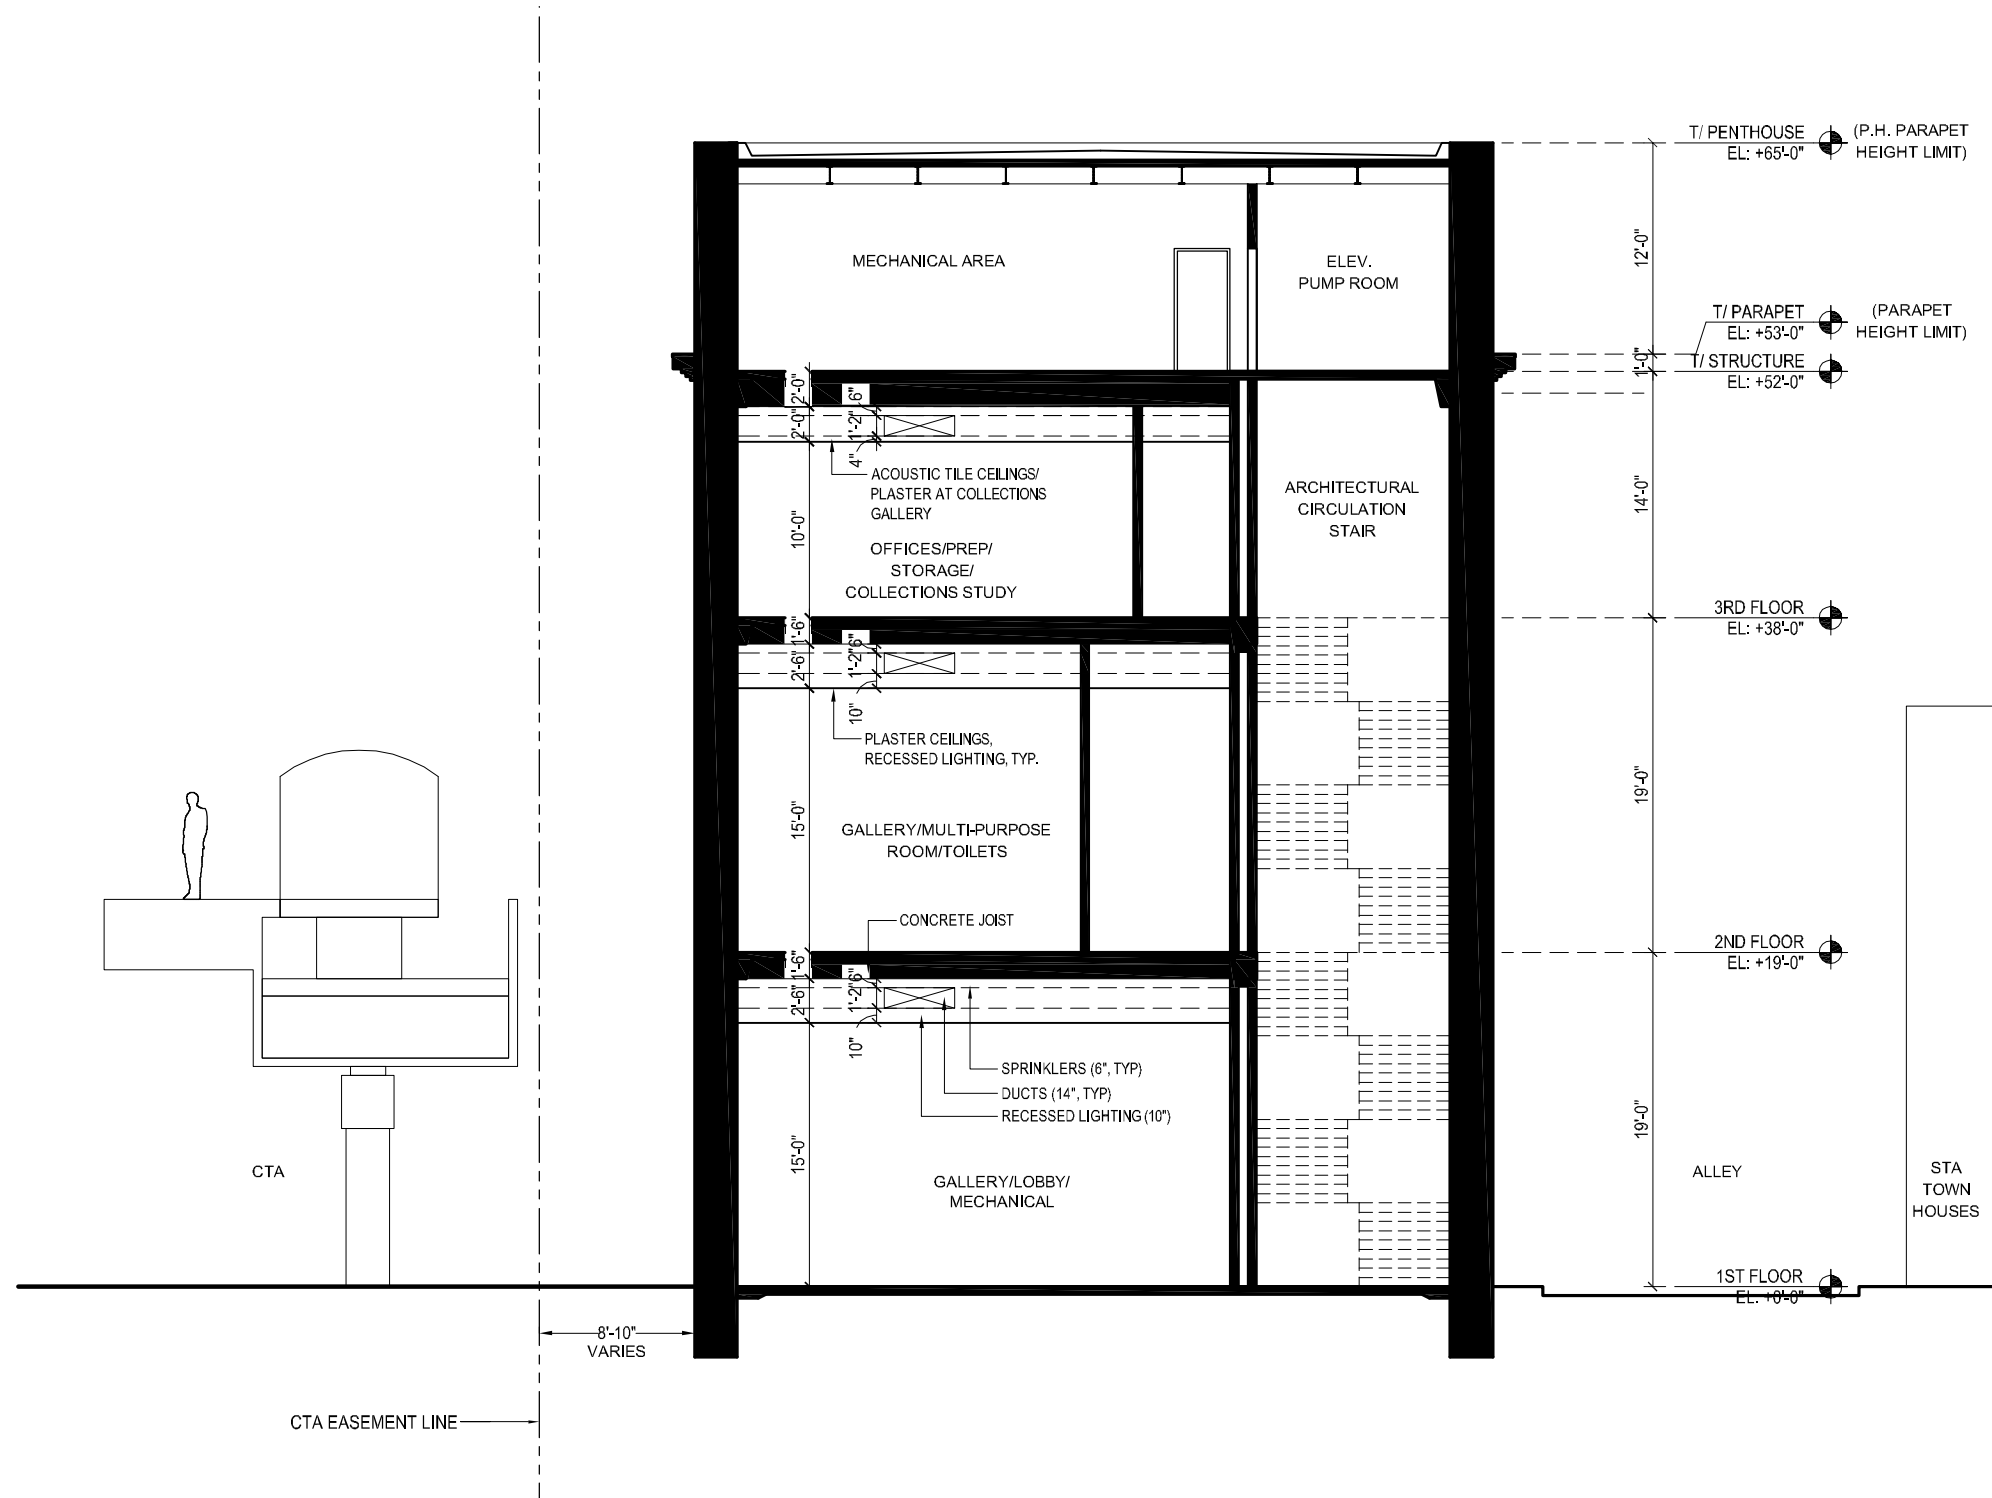 T/ PENTHOUSE
EL: +65'-0"
(P.H. PARAPET
HEIGHT LIMIT)
12'-0"
MECHANICAL AREA
ELEV.
PUMP ROOM
T/ PARAPET
EL: +53'-0"
(PARAPET
HEIGHT LIMIT)
1'-0"
T/ STRUCTURE
EL: +52'-0"
2'-0"
6"
2'-0"
1'-2"
4"
ACOUSTIC TILE CEILINGS/
PLASTER AT COLLECTIONS
GALLERY
10'-0"
OFFICES/PREP/
STORAGE/
COLLECTIONS STUDY
ARCHITECTURAL
CIRCULATION
STAIR
14'-0"
3RD FLOOR
EL: +38'-0"
1'-6"
6"
2'-6"
1'-2"
10"
PLASTER CEILINGS,
RECESSED LIGHTING, TYP.
15'-0"
GALLERY/MULTI-PURPOSE
ROOM/TOILETS
19'-0"
CONCRETE JOIST
2ND FLOOR
EL: +19'-0"
1'-6"
6"
2'-6"
1'-2"
10"
SPRINKLERS (6", TYP)
DUCTS (14", TYP)
RECESSED LIGHTING (10")
15'-0"
GALLERY/LOBBY/
MECHANICAL
19'-0"
CTA
ALLEY
STA
TOWN
HOUSES
1ST FLOOR
EL: +0'-0"
8'-10"
VARIES
CTA EASEMENT LINE